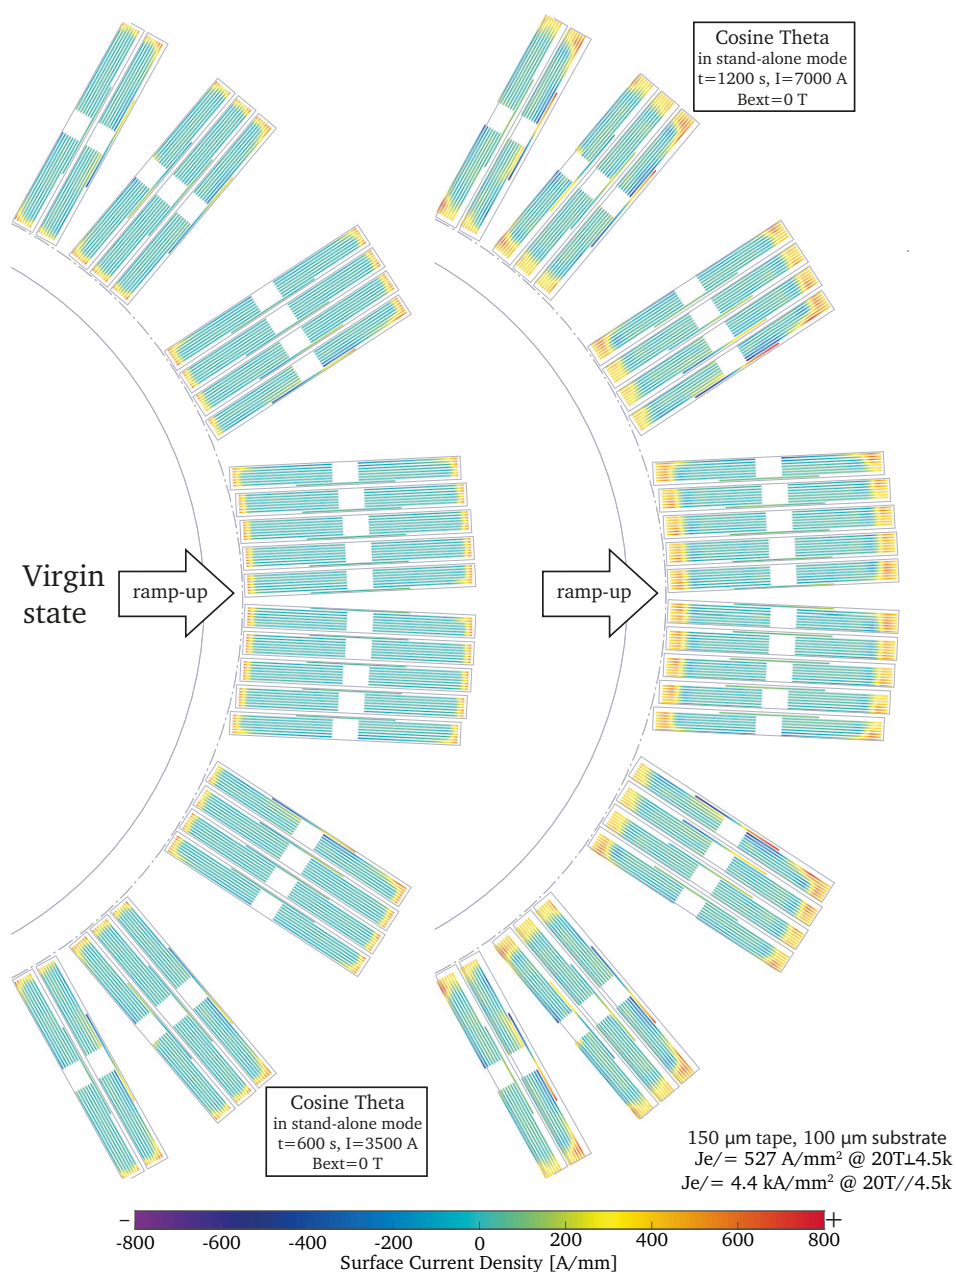 Cosine Theta
in stand-alone mode
t=1200 s, I=7000 A
Bext=0 T
Virgin
state
ramp-up
ramp-up
Cosine Theta
in stand-alone mode
t=600 s, I=3500 A
Bext=0 T
150 µm tape, 100 µm substrate
Je/= 527 A/mm² @ 20T⊥4.5k
Je/= 4.4 kA/mm² @ 20T//4.5k
− +
-800 -600 -400 -200 0 200 400 600 800
Surface Current Density [A/mm]